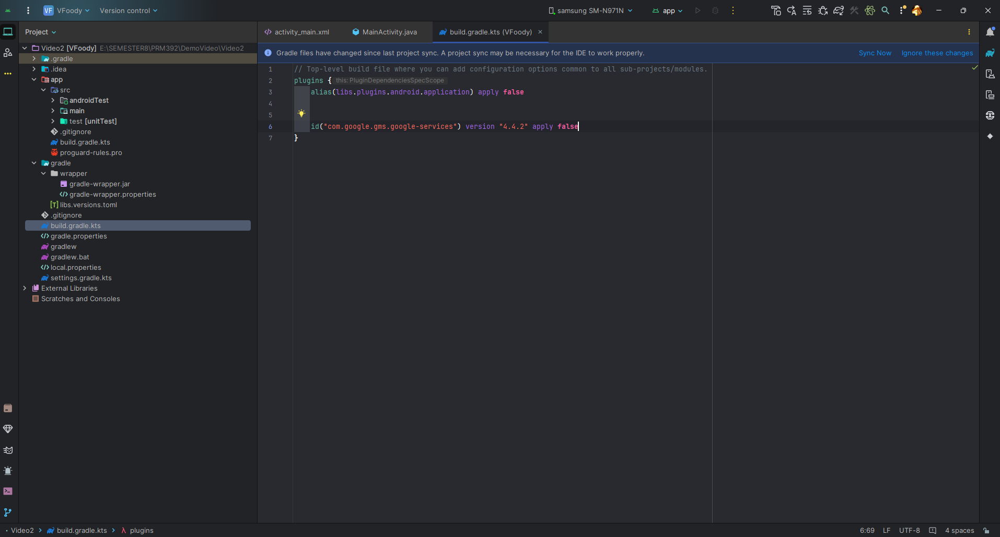 VF VFoody Version control samsung SM-N971N app
Project
activity_main.xml MainActivity.java build.gradle.kts (VFoody)
Gradle files have changed since last project sync. A project sync may be necessary for the IDE to work properly. Sync Now Ignore these changes
Video2 [VFoody] E:\SEMESTER8\PRM392\DemoVideo\Video2
.gradle
.idea
app
src
androidTest
main
test [unitTest]
.gitignore
build.gradle.kts
proguard-rules.pro
gradle
wrapper
gradle-wrapper.jar
gradle-wrapper.properties
libs.versions.toml
.gitignore
build.gradle.kts
gradle.properties
gradlew
gradlew.bat
local.properties
settings.gradle.kts
External Libraries
Scratches and Consoles
1 // Top-level build file where you can add configuration options common to all sub-projects/modules.
2 plugins { this: PluginDependenciesSpecScope
3 alias(libs.plugins.android.application) apply false
4
5
6 id("com.google.gms.google-services") version "4.4.2" apply false
7 }
Video2 build.gradle.kts plugins 6:69 LF UTF-8 4 spaces